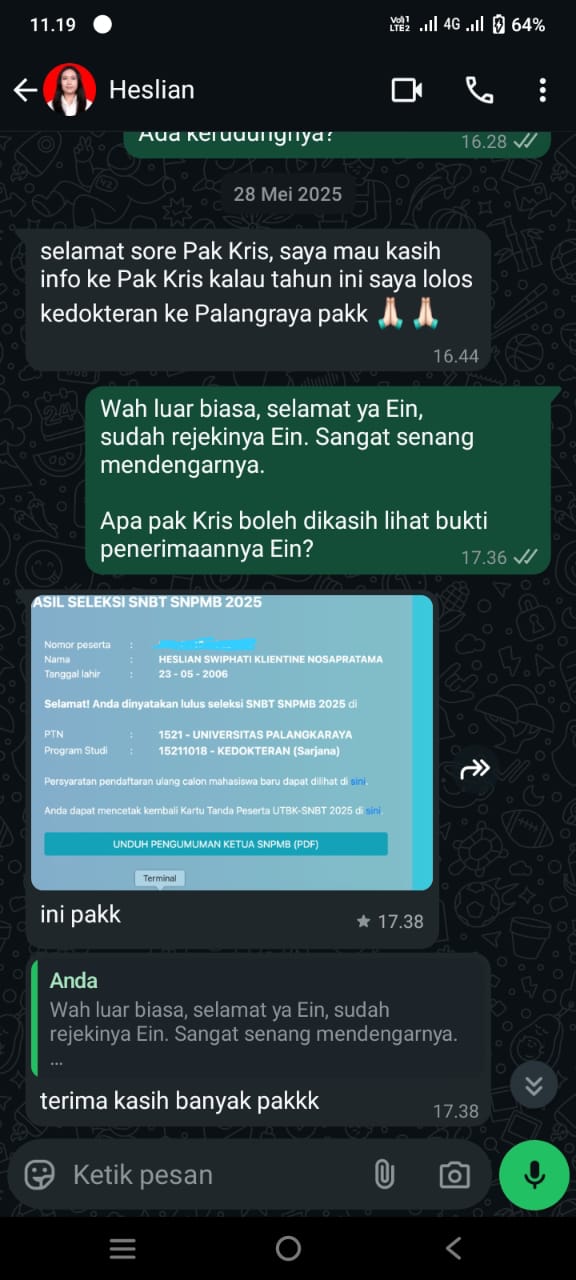 11.19
Vo))1
LTE2
4G
64%
Heslian
Ada kerudungnya?
16.28
28 Mei 2025
selamat sore Pak Kris, saya mau kasih
info ke Pak Kris kalau tahun ini saya lolos
kedokteran ke Palangraya pakk 🙏🏻 🙏🏻
16.44
Wah luar biasa, selamat ya Ein,
sudah rejekinya Ein. Sangat senang
mendengarnya.
Apa pak Kris boleh dikasih lihat bukti
penerimaannya Ein?
17.36
ASIL SELEKSI SNBT SNPMB 2025
Nomor peserta :
Nama : HESLIAN SWIPHATI KLIENTINE NOSAPRATAMA
Tanggal lahir : 23 - 05 - 2006
Selamat! Anda dinyatakan lulus seleksi SNBT SNPMB 2025 di
PTN : 1521 - UNIVERSITAS PALANGKARAYA
Program Studi : 15211018 - KEDOKTERAN (Sarjana)
Persyaratan pendaftaran ulang calon mahasiswa baru dapat dilihat di sini.
Anda dapat mencetak kembali Kartu Tanda Peserta UTBK-SNBT 2025 di sini
UNDUH PENGUMUMAN KETUA SNPMB (PDF)
Terminal
ini pakk
17.38
Anda
Wah luar biasa, selamat ya Ein, sudah
rejekinya Ein. Sangat senang mendengarnya.
...
terima kasih banyak pakkk
17.38
Ketik pesan